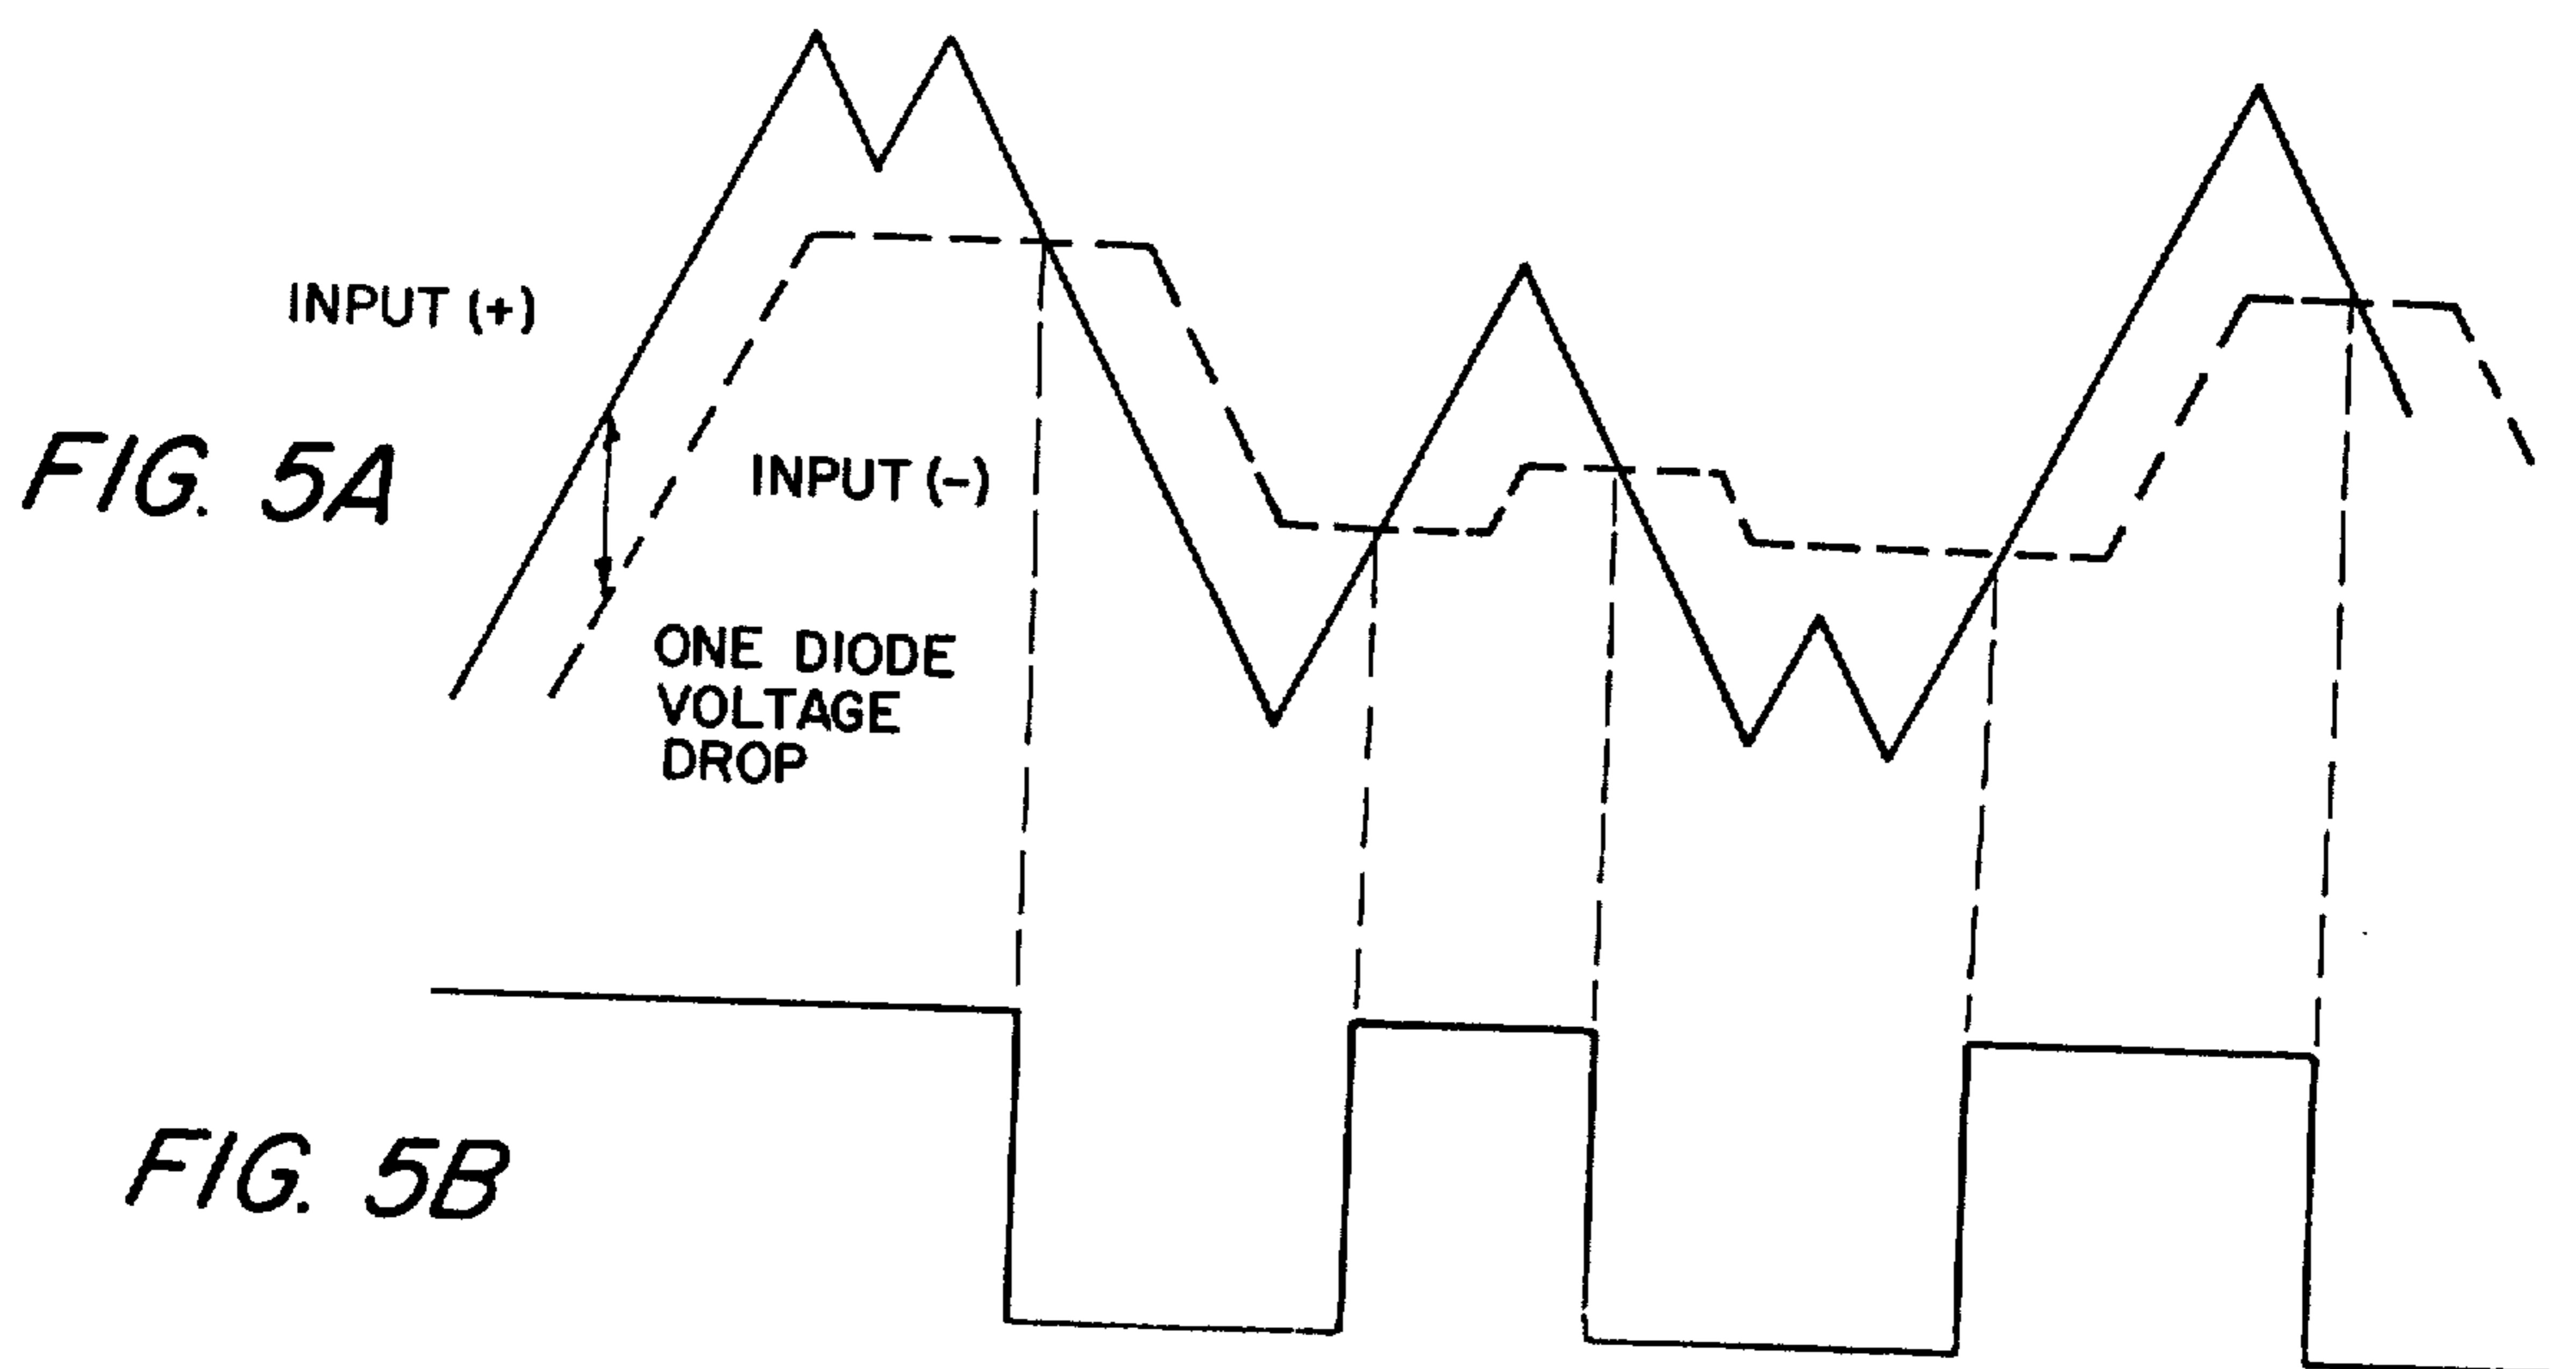 INPUT (+)
FIG. 5A
INPUT (-)
ONE DIODE
VOLTAGE
DROP
FIG. 5B